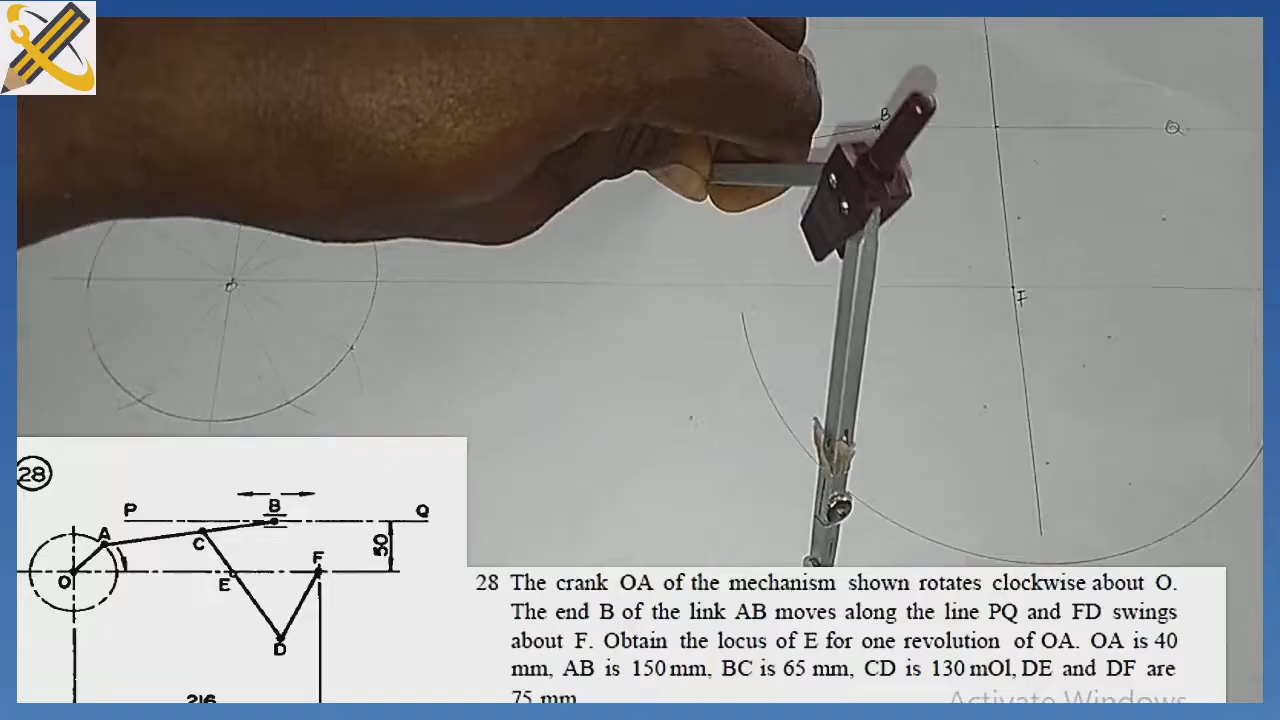 B
Q
O
F
28
P
B
Q
A
C
50
O
E
F
D
216
28 The crank OA of the mechanism shown rotates clockwise about O.
The end B of the link AB moves along the line PQ and FD swings
about F. Obtain the locus of E for one revolution of OA. OA is 40
mm, AB is 150 mm, BC is 65 mm, CD is 130 mOl, DE and DF are
75 mm
Activate Windows